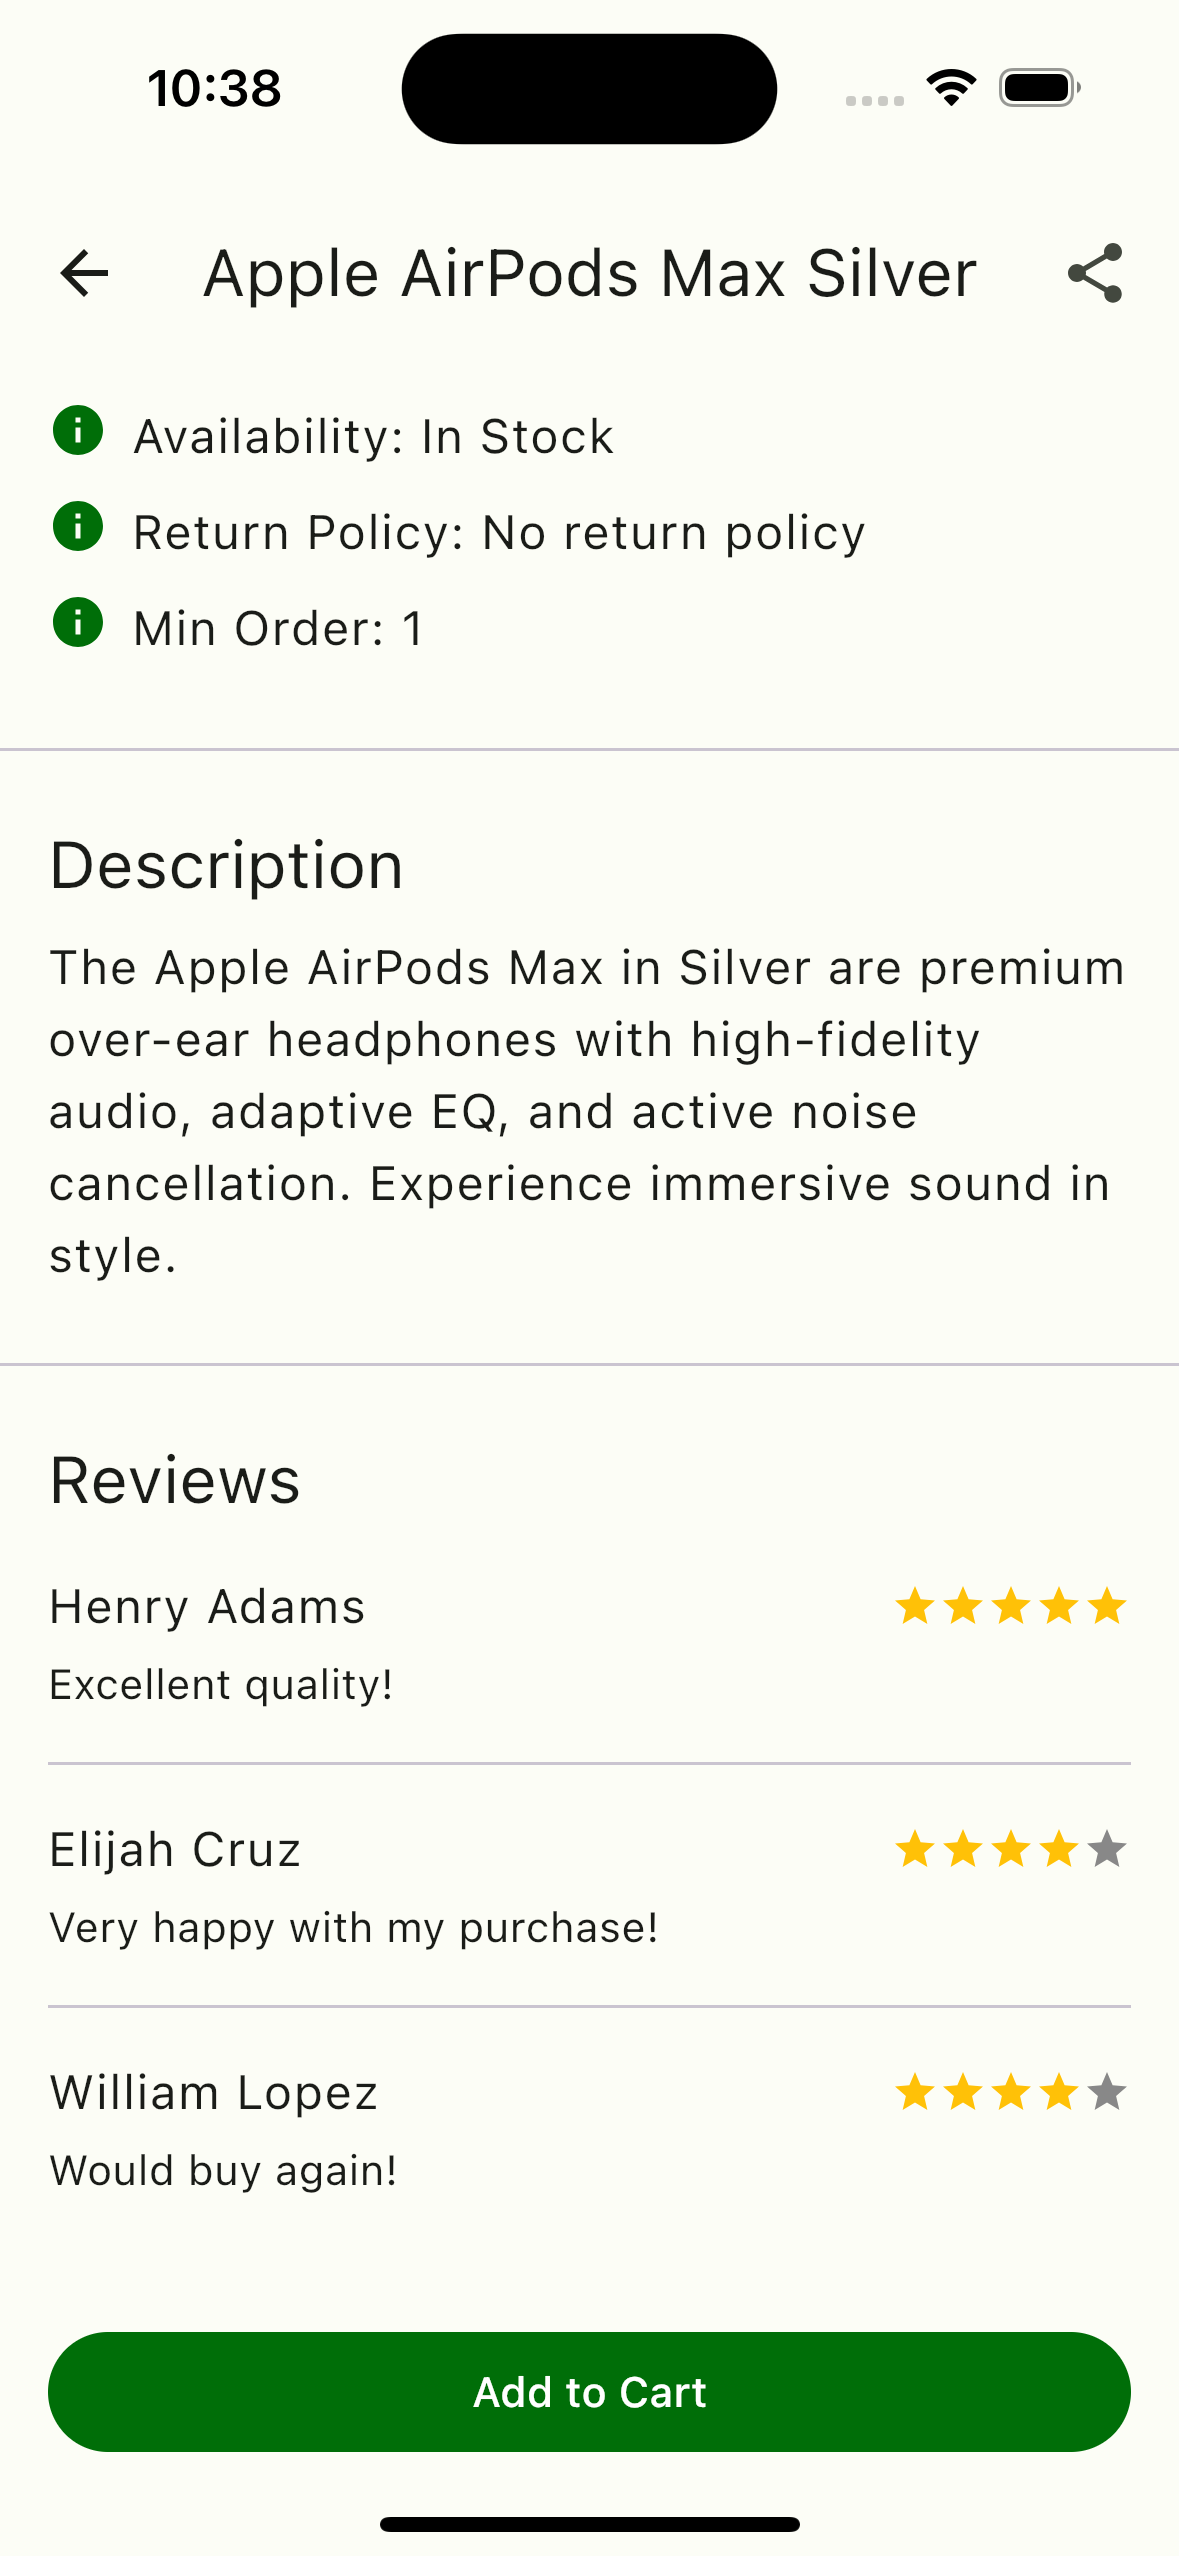 10:38
Apple AirPods Max Silver
Availability: In Stock
Return Policy: No return policy
Min Order: 1
Description
The Apple AirPods Max in Silver are premium
over-ear headphones with high-fidelity
audio, adaptive EQ, and active noise
cancellation. Experience immersive sound in
style.
Reviews
Henry Adams
Excellent quality!
Elijah Cruz
Very happy with my purchase!
William Lopez
Would buy again!
Add to Cart